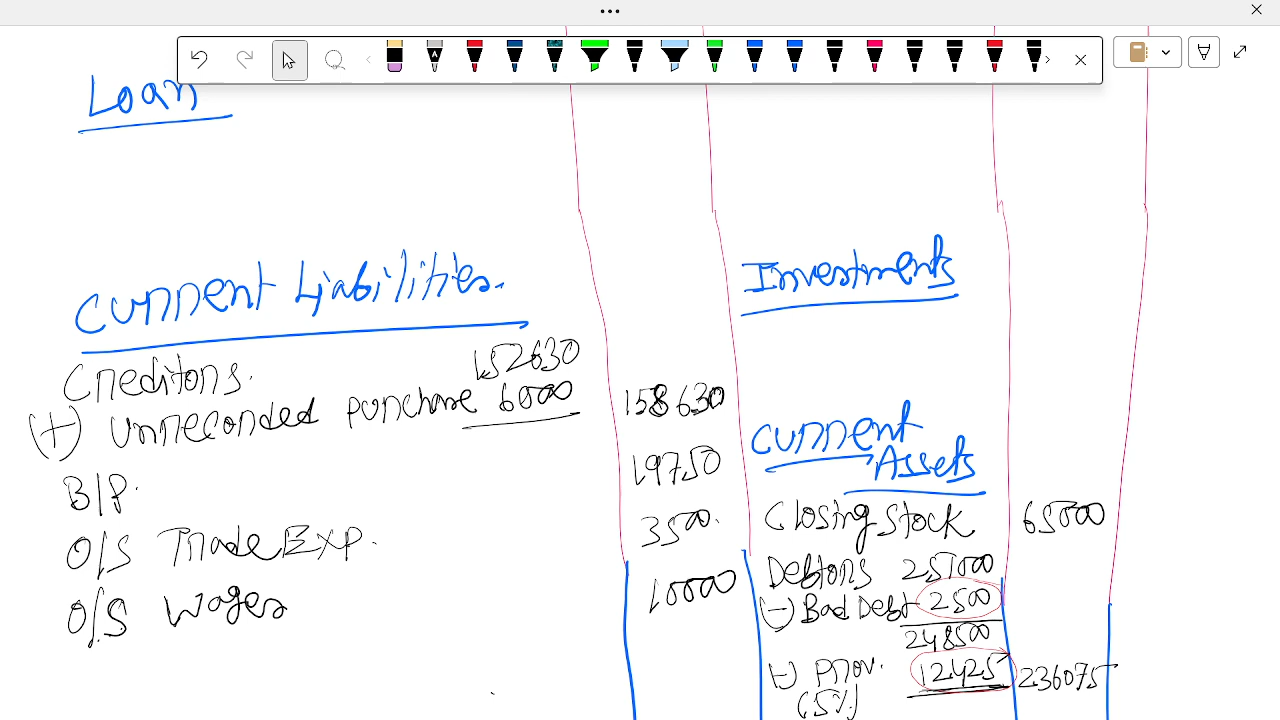 Loan
Current Liabilities.
Creditors. 152630
(+) unrecorded purchase 6000 158630
B/P. 19750
O/S Trade Exp. 3500.
O/S wages 10000
Investments
Current
Assets
Closing Stock 65000
Debtors 251000
(-) Bad Debt 2500
248500
(-) Prov. 12425 236075
(5%)